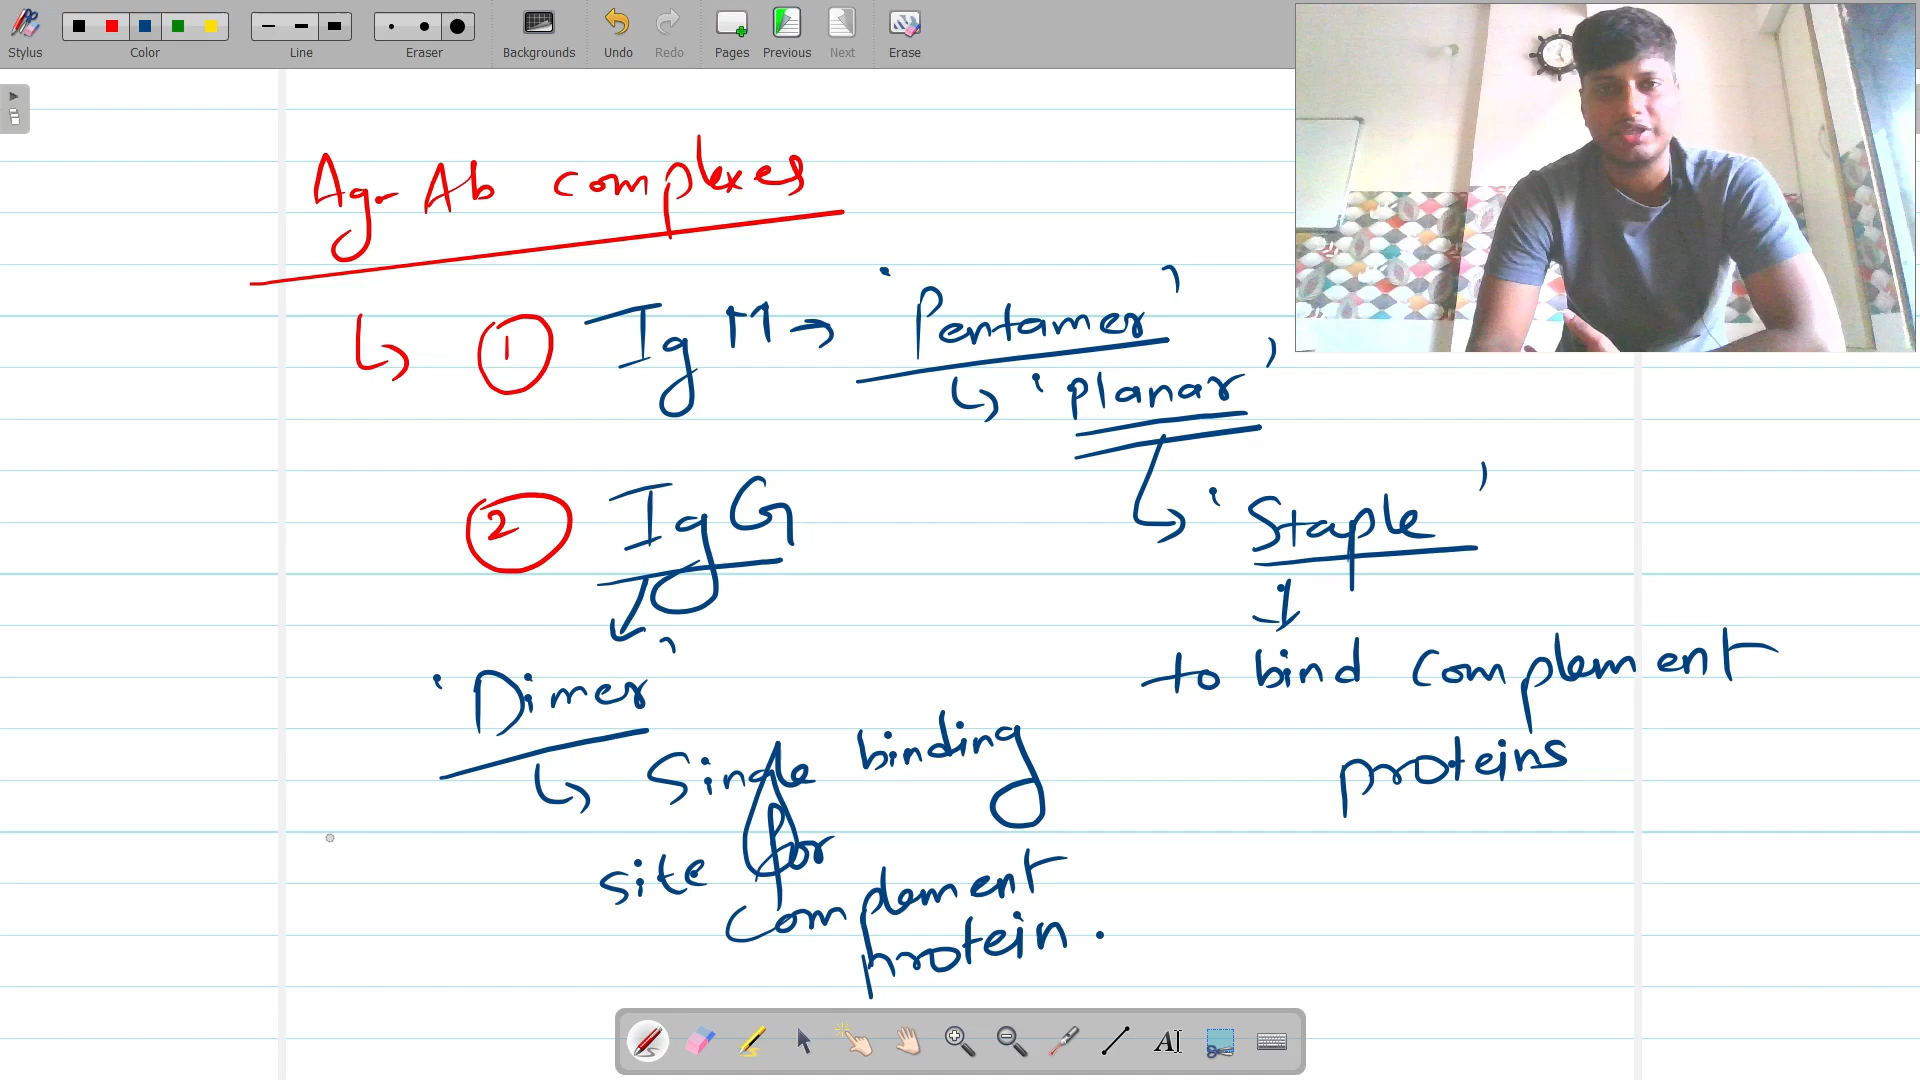 Stylus Color Line Eraser Backgrounds Undo Redo Pages Previous Next Erase
Ag-Ab complexes
↳ ① IgM → 'Pentamer'
↳ 'planar'
↳ 'Staple'
↓
to bind complement
proteins
② IgG
↓
'Dimer'
↳ Single binding
site for
complement
protein.
AI